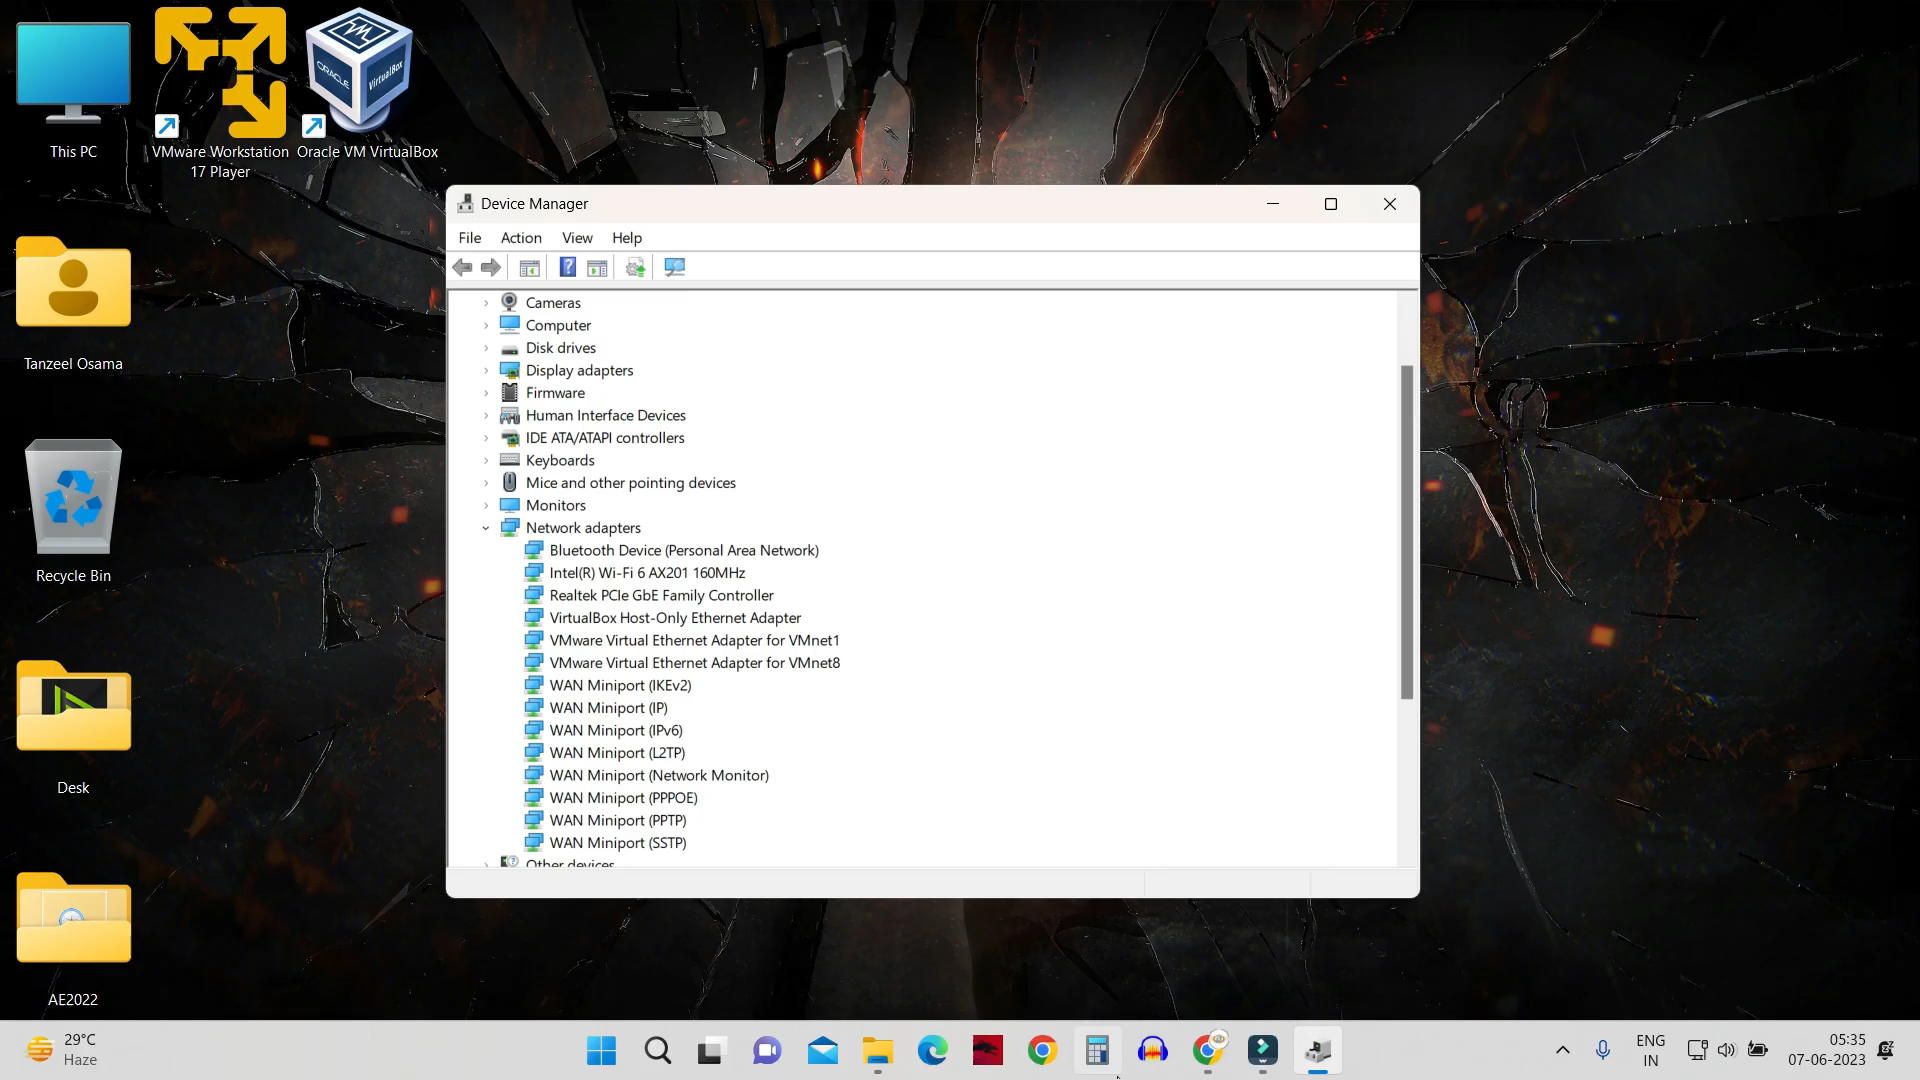 This PC
VMware Workstation
17 Player
ORACLE
VirtualBox
Oracle VM VirtualBox
Tanzeel Osama
Recycle Bin
Desk
AE2022
Device Manager
File Action View Help
Cameras
Computer
Disk drives
Display adapters
Firmware
Human Interface Devices
IDE ATA/ATAPI controllers
Keyboards
Mice and other pointing devices
Monitors
Network adapters
Bluetooth Device (Personal Area Network)
Intel(R) Wi-Fi 6 AX201 160MHz
Realtek PCIe GbE Family Controller
VirtualBox Host-Only Ethernet Adapter
VMware Virtual Ethernet Adapter for VMnet1
VMware Virtual Ethernet Adapter for VMnet8
WAN Miniport (IKEv2)
WAN Miniport (IP)
WAN Miniport (IPv6)
WAN Miniport (L2TP)
WAN Miniport (Network Monitor)
WAN Miniport (PPPOE)
WAN Miniport (PPTP)
WAN Miniport (SSTP)
Other devices
29°C
Haze
ENG
IN
05:35
07-06-2023